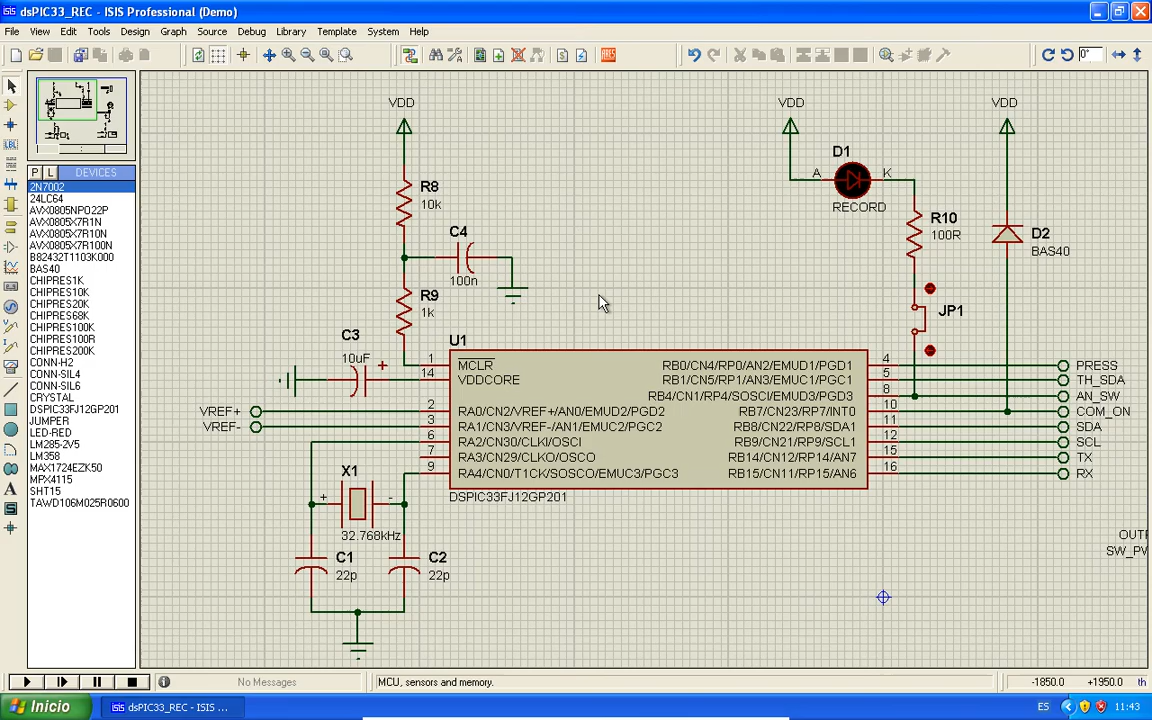 dsPIC33_REC - ISIS Professional (Demo)
File View Edit Tools Design Graph Source Debug Library Template System Help
0°
P L DEVICES
2N7002
24LC64
AVX0805NPO22P
AVX0805X7R1N
AVX0805X7R10N
AVX0805X7R100N
B82432T1103K000
BAS40
CHIPRES1K
CHIPRES10K
CHIPRES20K
CHIPRES68K
CHIPRES100K
CHIPRES100R
CHIPRES200K
CONN-H2
CONN-SIL4
CONN-SIL6
CRYSTAL
DSPIC33FJ12GP201
JUMPER
LED-RED
LM285-2V5
LM358
MAX1724EZK50
MPX4115
SHT15
TAWD106M025R0600
LBL
A
S
ARES
VDD VDD VDD
D1
A K
RECORD
R8
10k
R10
100R
C4
100n
D2
BAS40
R9
1k
JP1
C3
10uF +
U1
1 MCLR RB0/CN4/RP0/AN2/EMUD1/PGD1 4 PRESS
14 VDDCORE RB1/CN5/RP1/AN3/EMUC1/PGC1 5 TH_SDA
RB4/CN1/RP4/SOSCI/EMUD3/PGD3 8 AN_SW
VREF+ 2 RA0/CN2/VREF+/AN0/EMUD2/PGD2 RB7/CN23/RP7/INT0 10 COM_ON
VREF- 3 RA1/CN3/VREF-/AN1/EMUC2/PGC2 RB8/CN22/RP8/SDA1 11 SDA
6 RA2/CN30/CLKI/OSCI RB9/CN21/RP9/SCL1 12 SCL
7 RA3/CN29/CLKO/OSCO RB14/CN12/RP14/AN7 15 TX
9 RA4/CN0/T1CK/SOSCO/EMUC3/PGC3 RB15/CN11/RP15/AN6 16 RX
DSPIC33FJ12GP201
X1
+ -
32.768kHz
C1
22p
C2
22p
OUT
SW_PW
No Messages MCU, sensors and memory. -1850.0 +1950.0 th
Inicio dsPIC33_REC - ISIS ... ES 11:43